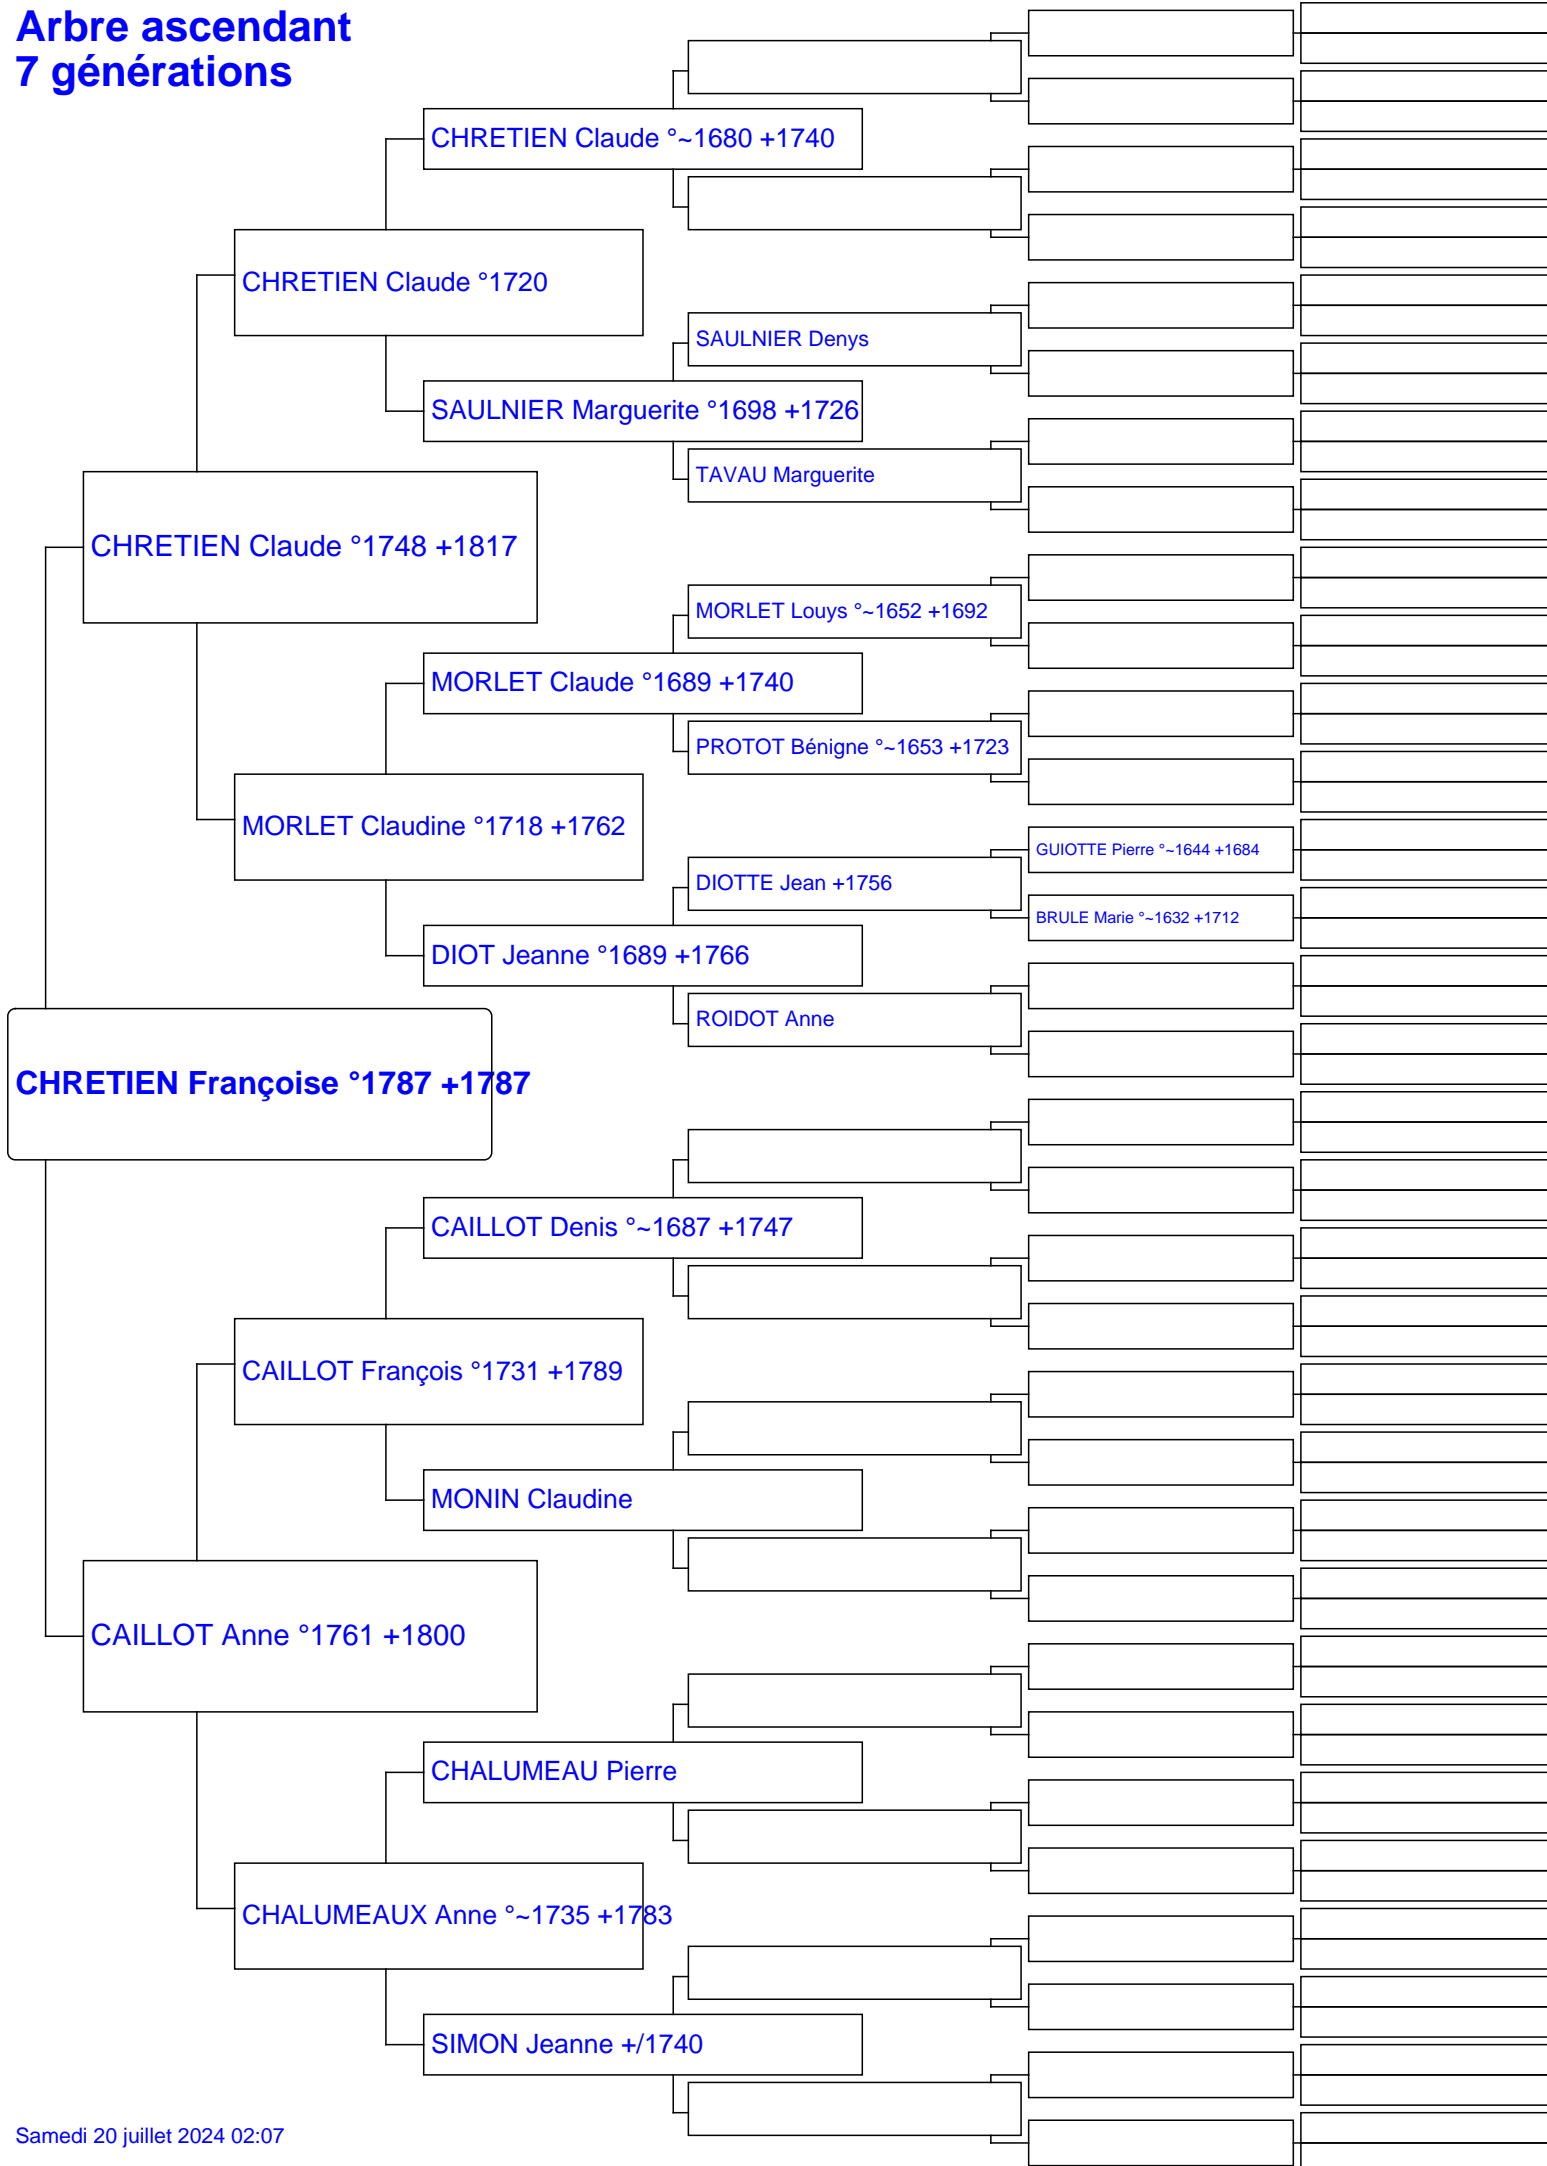 Arbre ascendant
7 générations
CHRETIEN Claude °~1680 +1740
CHRETIEN Claude °1720
SAULNIER Denys
SAULNIER Marguerite °1698 +1726
TAVAU Marguerite
CHRETIEN Claude °1748 +1817
MORLET Louys °~1652 +1692
MORLET Claude °1689 +1740
PROTOT Bénigne °~1653 +1723
MORLET Claudine °1718 +1762
GUIOTTE Pierre °~1644 +1684
DIOTTE Jean +1756
BRULE Marie °~1632 +1712
DIOT Jeanne °1689 +1766
ROIDOT Anne
CHRETIEN Françoise °1787 +1787
CAILLOT Denis °~1687 +1747
CAILLOT François °1731 +1789
MONIN Claudine
CAILLOT Anne °1761 +1800
CHALUMEAU Pierre
CHALUMEAUX Anne °~1735 +1783
SIMON Jeanne +/1740
Samedi 20 juillet 2024 02:07